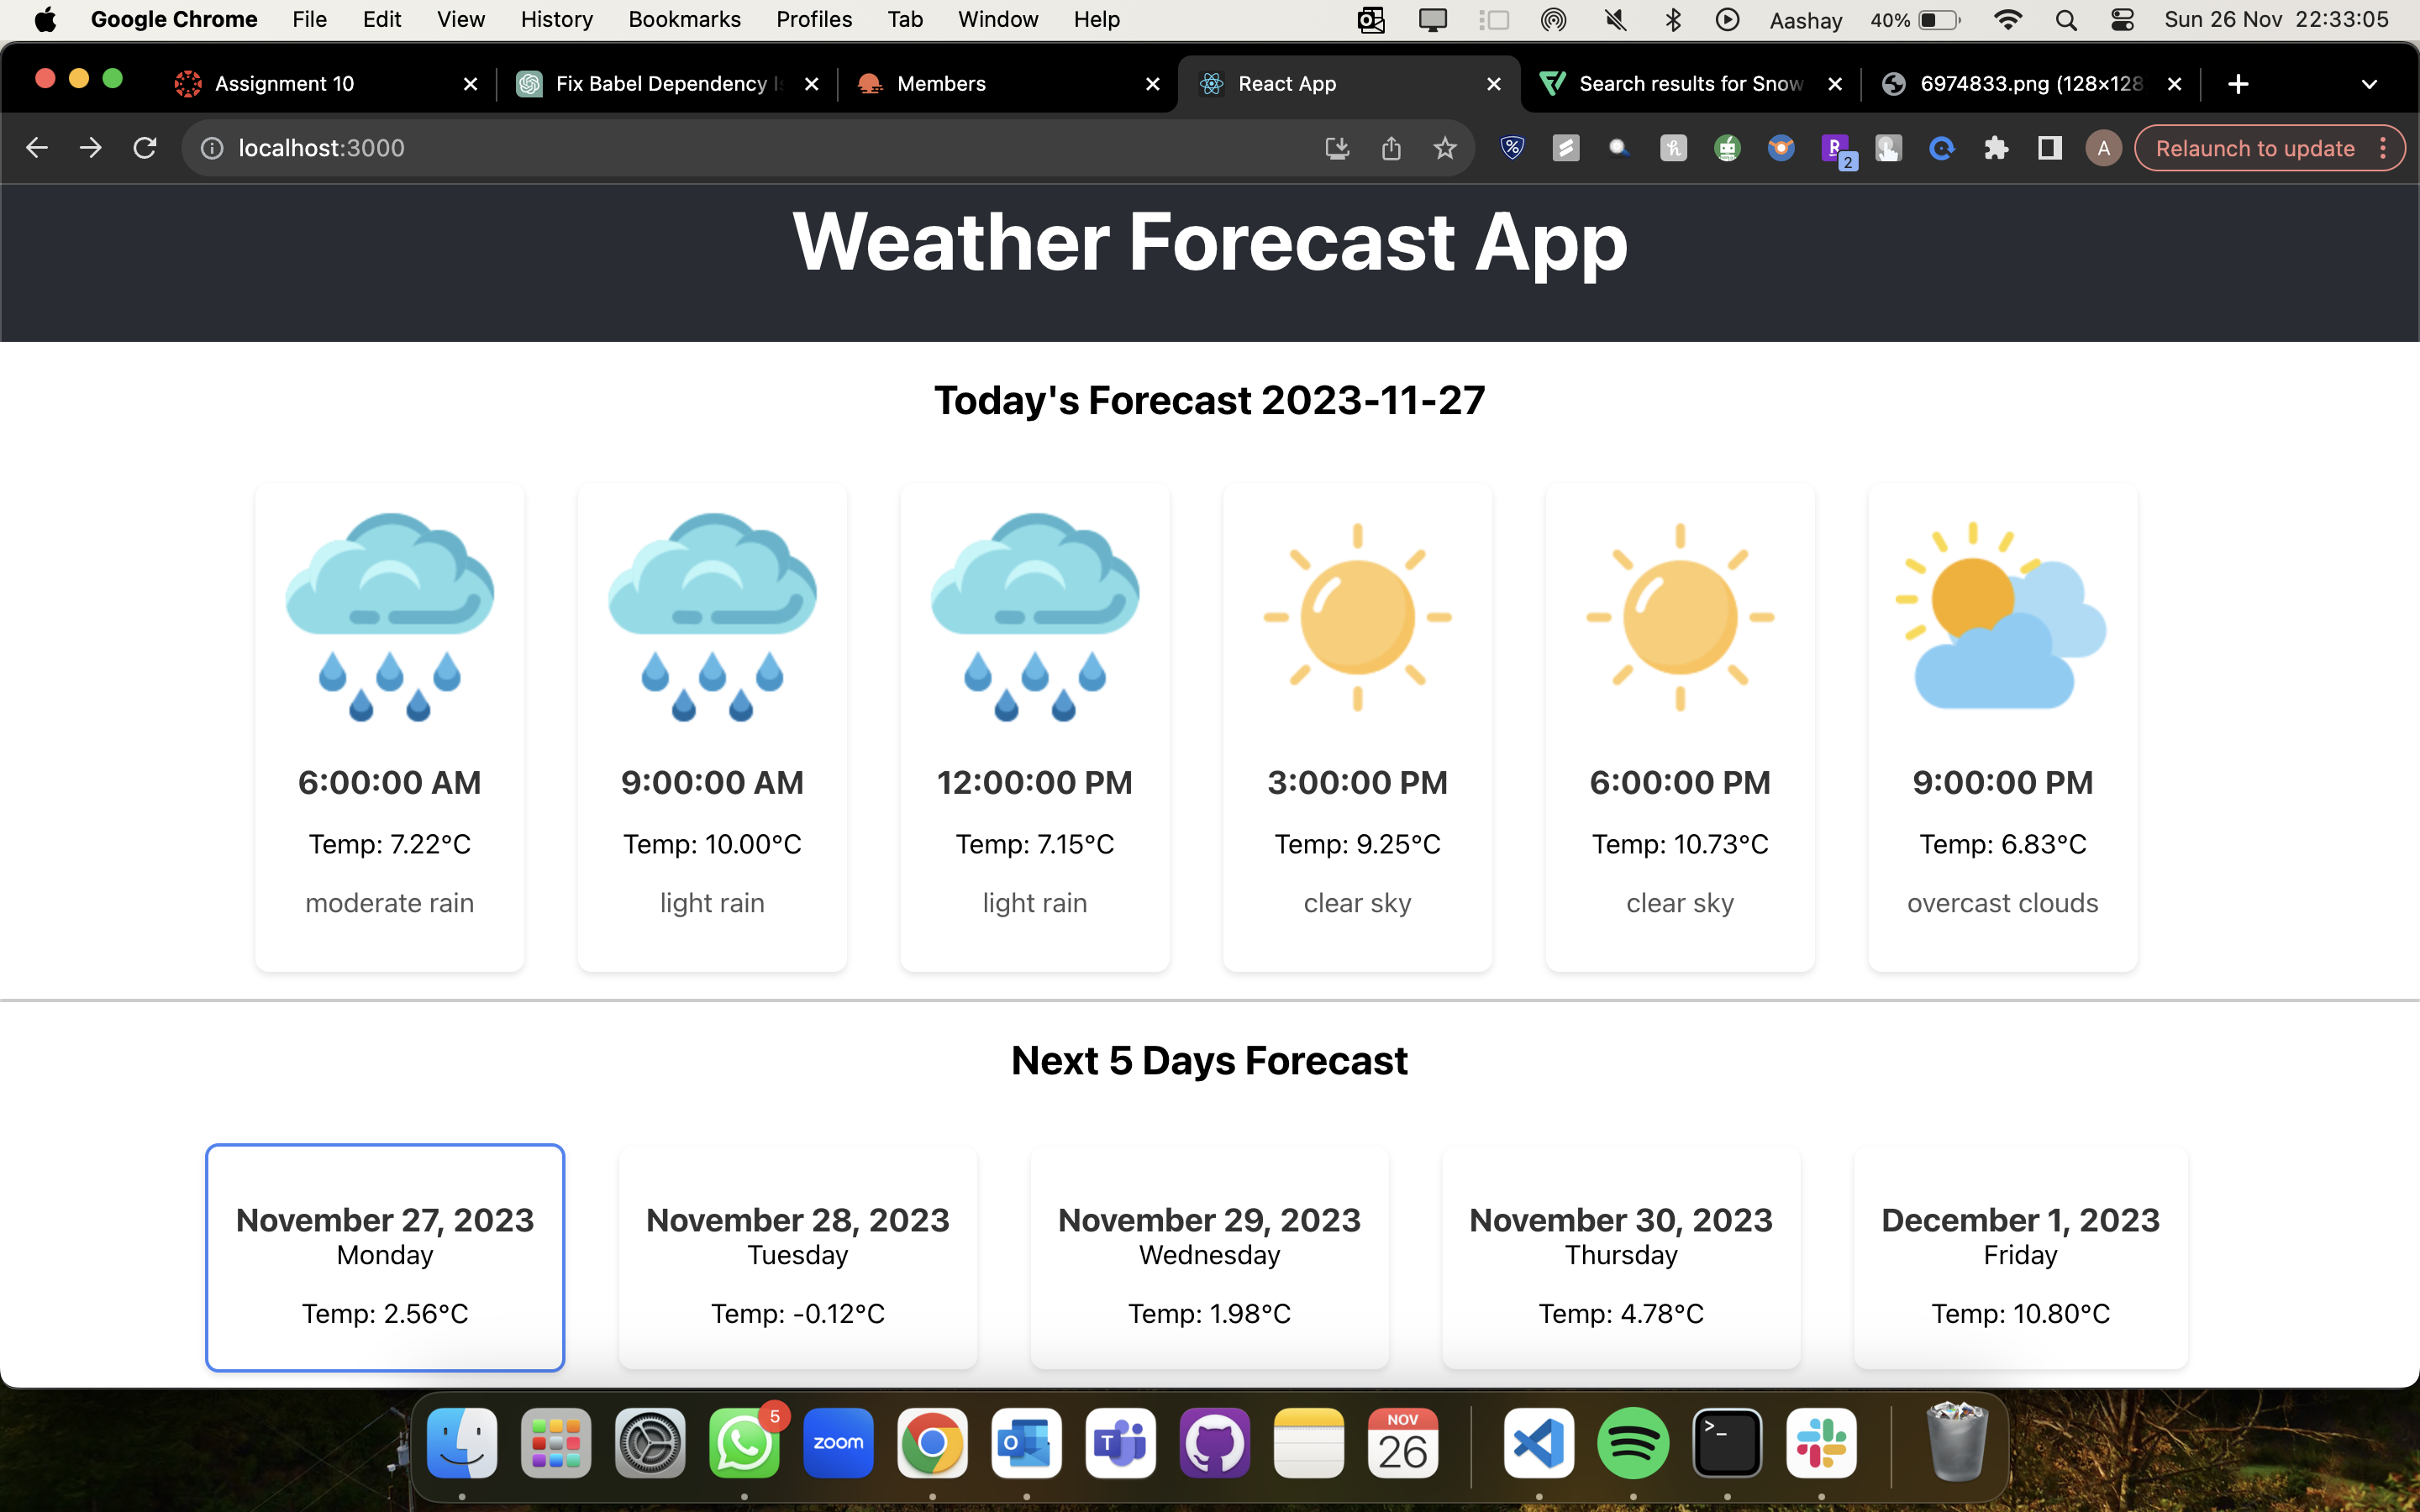 Google Chrome File Edit View History Bookmarks Profiles Tab Window Help Aashay 40% Sun 26 Nov 22:33:05
Assignment 10 Fix Babel Dependency Members React App Search results for Snow 6974833.png (128×128
localhost:3000 2 A Relaunch to update
Weather Forecast App
Today's Forecast 2023-11-27
6:00:00 AM 9:00:00 AM 12:00:00 PM 3:00:00 PM 6:00:00 PM 9:00:00 PM
Temp: 7.22°C Temp: 10.00°C Temp: 7.15°C Temp: 9.25°C Temp: 10.73°C Temp: 6.83°C
moderate rain light rain light rain clear sky clear sky overcast clouds
Next 5 Days Forecast
November 27, 2023 November 28, 2023 November 29, 2023 November 30, 2023 December 1, 2023
Monday Tuesday Wednesday Thursday Friday
Temp: 2.56°C Temp: -0.12°C Temp: 1.98°C Temp: 4.78°C Temp: 10.80°C
5 zoom NOV
26